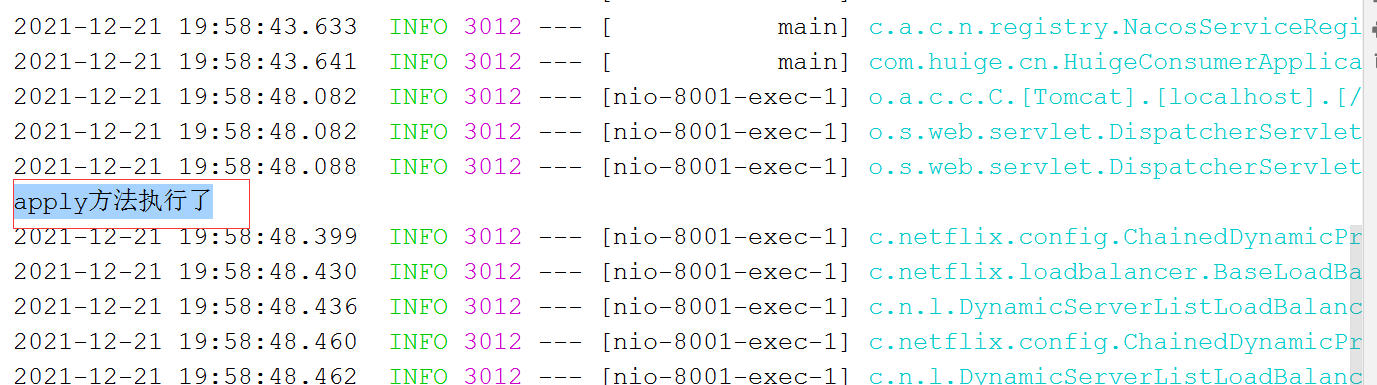 2021-12-21 19:58:43.633 INFO 3012 --- [ main] c.a.c.n.registry.NacosServiceRegi
2021-12-21 19:58:43.641 INFO 3012 --- [ main] com.huige.cn.HuigeConsumerApplica
2021-12-21 19:58:48.082 INFO 3012 --- [nio-8001-exec-1] o.a.c.c.C.[Tomcat].[localhost].[/
2021-12-21 19:58:48.082 INFO 3012 --- [nio-8001-exec-1] o.s.web.servlet.DispatcherServlet
2021-12-21 19:58:48.088 INFO 3012 --- [nio-8001-exec-1] o.s.web.servlet.DispatcherServlet
apply方法执行了
2021-12-21 19:58:48.399 INFO 3012 --- [nio-8001-exec-1] c.netflix.config.ChainedDynamicPr
2021-12-21 19:58:48.430 INFO 3012 --- [nio-8001-exec-1] c.netflix.loadbalancer.BaseLoadBa
2021-12-21 19:58:48.436 INFO 3012 --- [nio-8001-exec-1] c.n.l.DynamicServerListLoadBalanc
2021-12-21 19:58:48.460 INFO 3012 --- [nio-8001-exec-1] c.netflix.config.ChainedDynamicPr
2021-12-21 19:58:48.462 INFO 3012 --- [nio-8001-exec-1] c.n.l.DynamicServerListLoadBalanc